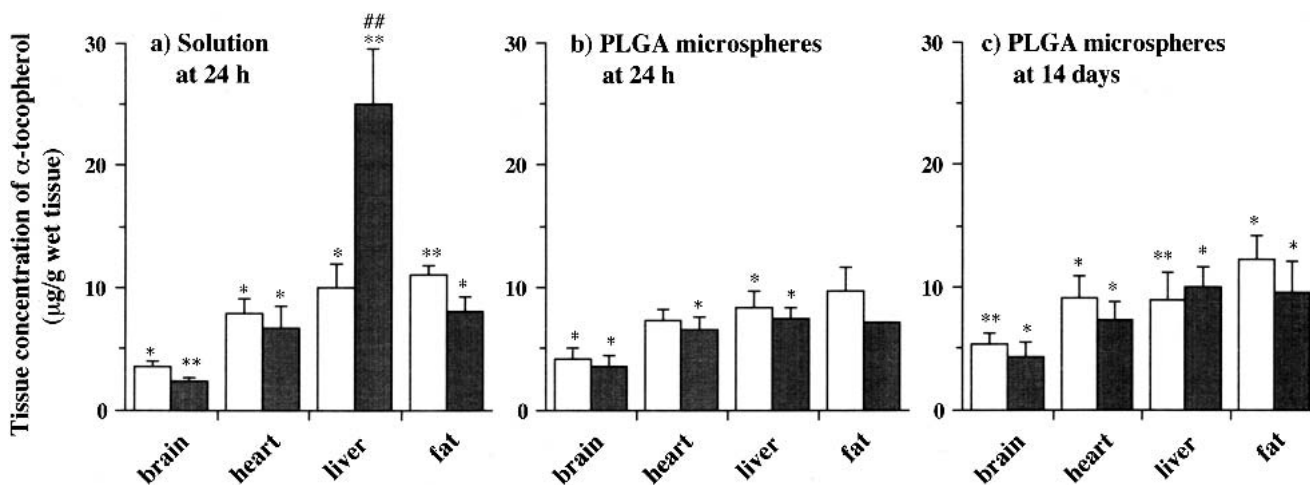 Tissue concentration of α-tocopherol
(μg/g wet tissue)
a) Solution
at 24 h
##
**
30
20
10
0
*
**
*
*
*
**
*
brain
heart
liver
fat
b) PLGA microspheres
at 24 h
30
20
10
0
*
*
*
*
*
brain
heart
liver
fat
c) PLGA microspheres
at 14 days
30
20
10
0
**
*
*
*
**
*
*
*
brain
heart
liver
fat